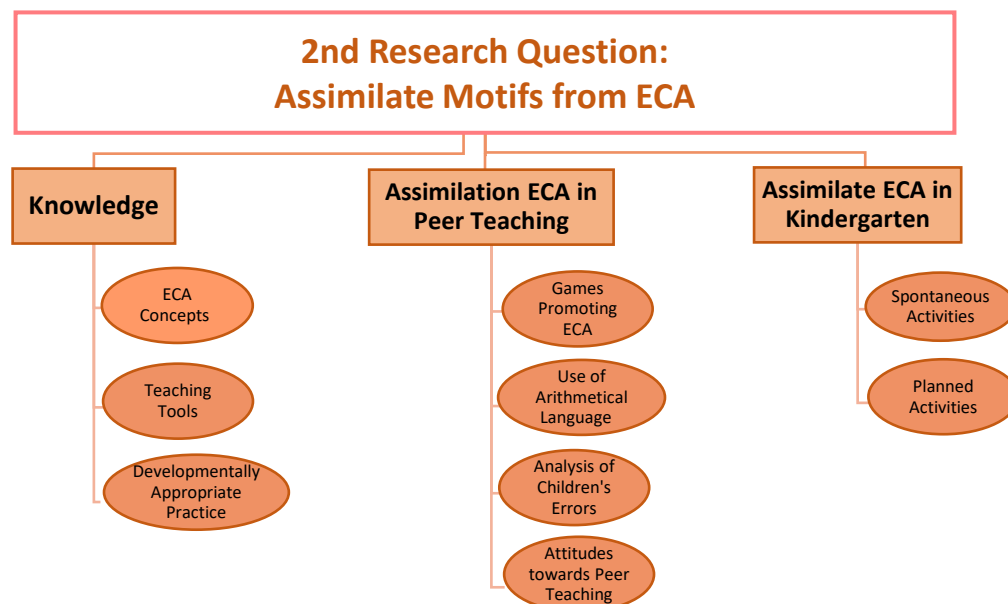 2nd Research Question:
Assimilate Motifs from ECA
Knowledge
ECA
Concepts
Teaching
Tools
Developmentally
Appropriate
Practice
Assimilation ECA in
Peer Teaching
Games
Promoting
ECA
Use of
Arithmetical
Language
Analysis of
Children's
Errors
Attitudes
towards Peer
Teaching
Assimilate ECA in
Kindergarten
Spontaneous
Activities
Planned
Activities